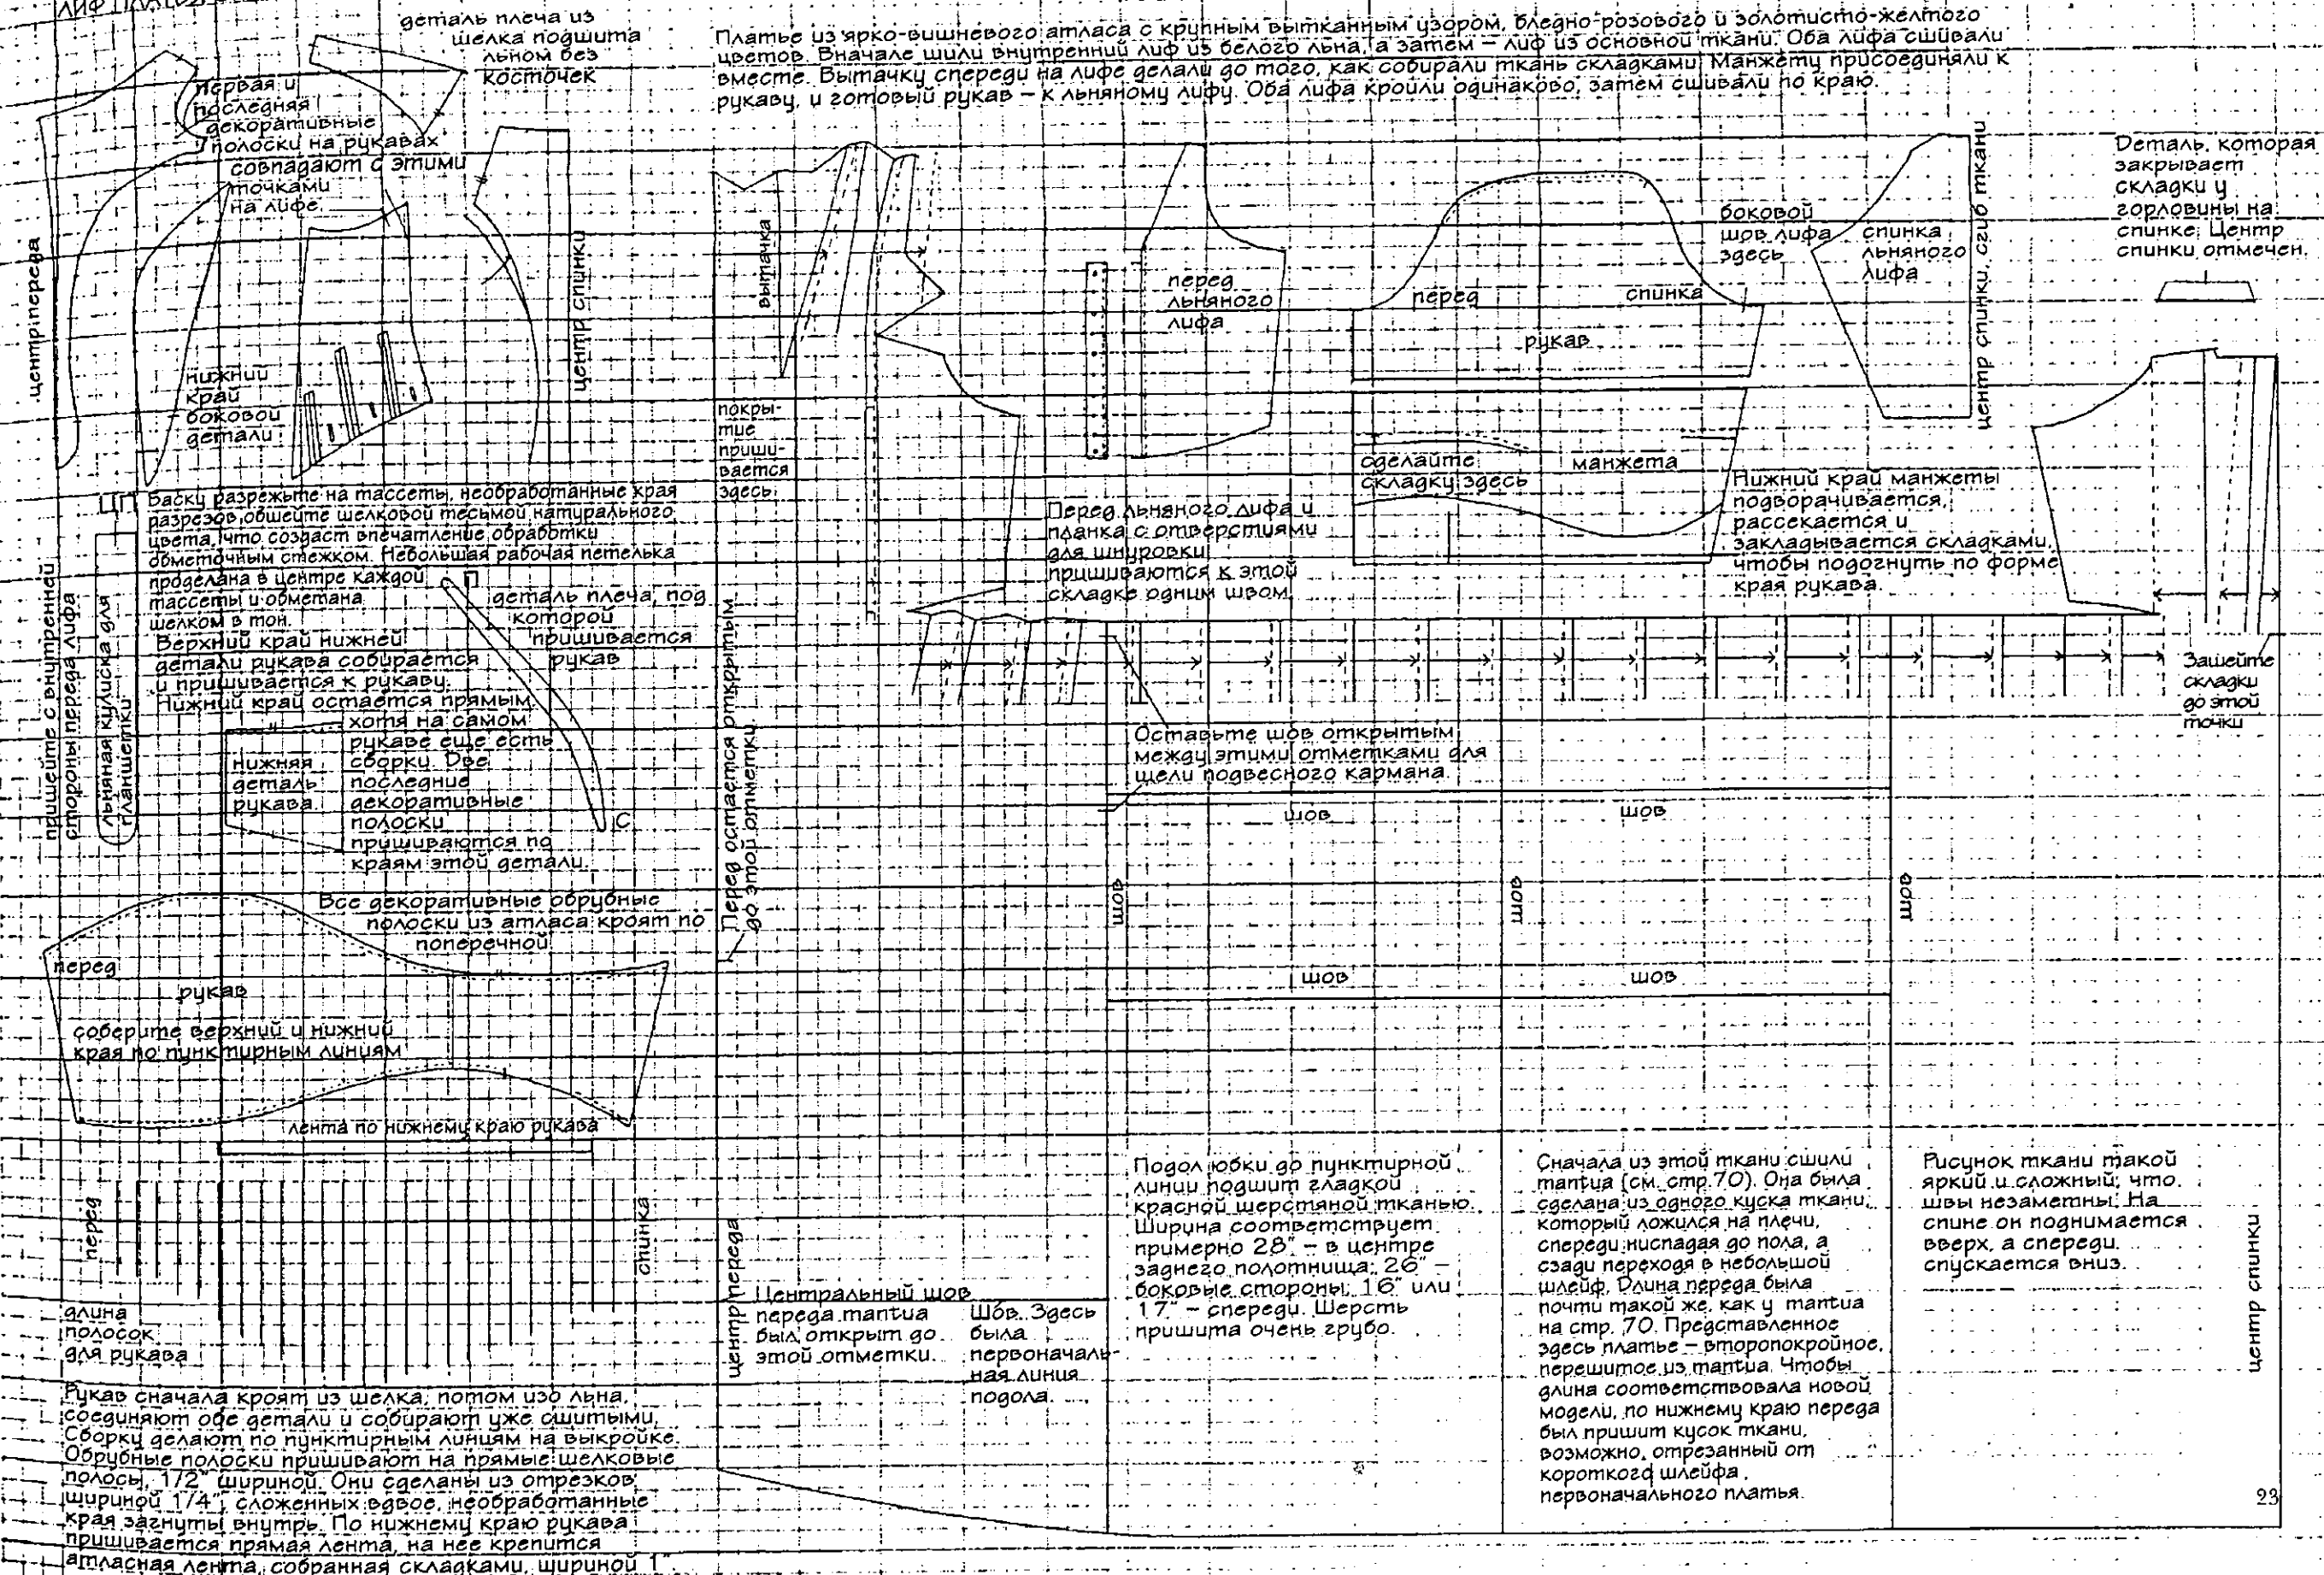 деталь плеча из
шелка подшита
льном без
косточек
первая и
последняя
декоративные
полоски на рукавах
совпадают с этими
точками
на лифе.
центр переда
центр спинки
нижний
край
боковой
детали
ЦП
Баску разрежьте на тассеты, необработанные края
разрезов обшейте шелковой тесьмой натурального
цвета, что создаст впечатление обработки
обметочным стежком. Небольшая рабочая петелька
проделана в центре каждой
тассеты и обметана
шелком в тон.
Верхний край нижней
детали рукава собирается
и пришивается к рукаву.
Нижний край остается прямым,
хотя на самом
рукаве еще есть
сборки. Две
последние
декоративные
полоски
пришиваются по
краям этой детали.
П
деталь плеча, под
которой
пришивается
рукав
С
нижняя
деталь
рукава
пришейте с внутренней
стороны переда лифа
льняная кулиска для
планшетки
Все декоративные обрубные
полоски из атласа кроят по
поперечной
перед
рукав
соберите верхний и нижний
края по пунктирным линиям
лента по нижнему краю рукава
перед
спинка
длина
полосок
для рукава
Рукав сначала кроят из шелка, потом изо льна,
соединяют обе детали и собирают уже сшитыми.
Сборку делают по пунктирным линиям на выкройке.
Обрубные полоски пришивают на прямые шелковые
полосы, 1/2" шириной. Они сделаны из отрезков
шириной 1/4", сложенных вдвое, необработанные
края загнуты внутрь. По нижнему краю рукава
пришивается прямая лента, на нее крепится
атласная лента, собранная складками, шириной 1".
Платье из ярко-вишневого атласа с крупным вытканным узором, бледно-розового и золотисто-желтого
цветов. Вначале шили внутренний лиф из белого льна, а затем – лиф из основной ткани. Оба лифа сшивали
вместе. Вытачку спереди на лифе делали до того, как собирали ткань складками. Манжету присоединяли к
рукаву, и готовый рукав – к льняному лифу. Оба лифа кроили одинаково, затем сшивали по краю.
вытачка
покры-
тие
приши-
вается
здесь
перед
льняного
лифа
перед
спинка
рукав
боковой
шов лифа
здесь
спинка
льняного
лифа
центр спинки, сгиб ткани
Деталь, которая
закрывает
складки у
горловины на
спинке. Центр
спинки отмечен.
сделайте
складку здесь
манжета
Нижний край манжеты
подворачивается,
рассекается и
закладывается складками,
чтобы подогнуть по форме
края рукава.
Перед льняного лифа и
планка с отверстиями
для шнуровки
пришиваются к этой
складке одним швом
Зашейте
складки
до этой
точки
Перед остается открытым
до этой отметки
Оставьте шов открытым
между этими отметками для
щели подвесного кармана.
шов
шов
шов
шов
шов
шов
шов
центр переда
Центральный шов
переда mantua
был открыт до
этой отметки.
Шов. Здесь
была
первоначаль-
ная линия
подола.
Подол юбки до пунктирной
линии подшит гладкой
красной шерстяной тканью.
Ширина соответствует
примерно 28" – в центре
заднего полотнища, 26" –
боковые стороны, 16" или
17" – спереди. Шерсть
пришита очень грубо.
Сначала из этой ткани сшили
mantua (см. стр.70). Она была
сделана из одного куска ткани,
который ложился на плечи,
спереди ниспадая до пола, а
сзади переходя в небольшой
шлейф. Длина переда была
почти такой же, как у mantua
на стр. 70. Представленное
здесь платье – второпокройное,
перешитое из mantua. Чтобы
длина соответствовала новой
модели, по нижнему краю переда
был пришит кусок ткани,
возможно, отрезанный от
короткого шлейфа
первоначального платья.
Рисунок ткани такой
яркий и сложный, что
швы незаметны. На
спине он поднимается
вверх, а спереди
спускается вниз.
центр спинки
23